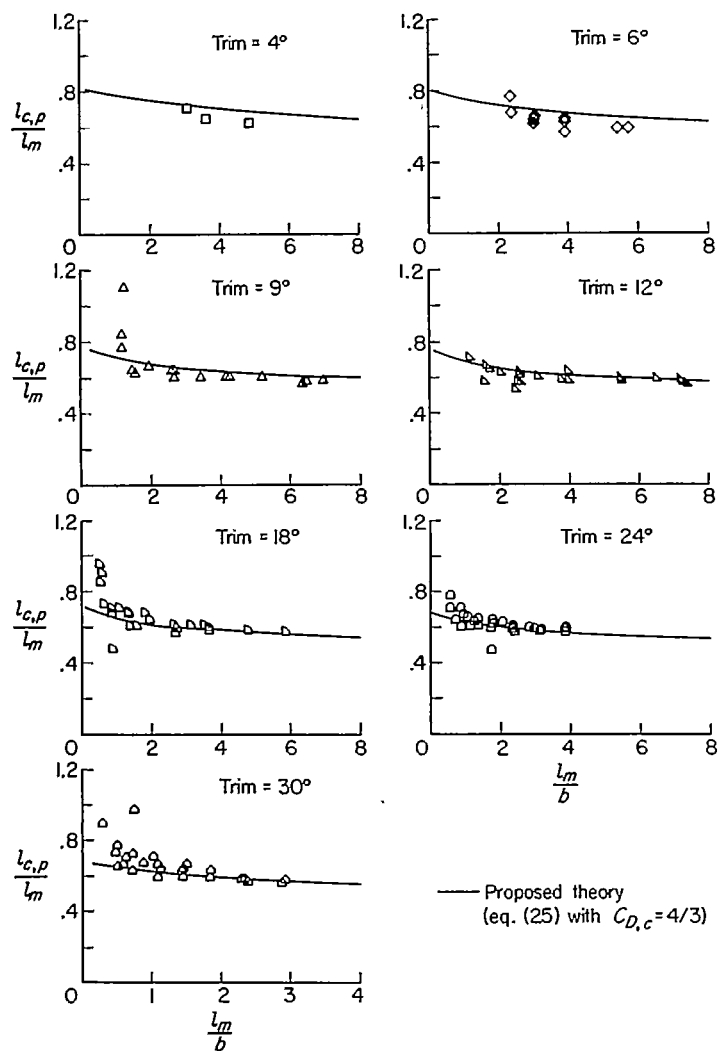 Trim = 4°
Trim = 6°
1.2
.8
.4
l_c,p / l_m
0 2 4 6 8
1.2
.8
.4
0 2 4 6 8
Trim = 9°
Trim = 12°
1.2
.8
.4
l_c,p / l_m
0 2 4 6 8
1.2
.8
.4
0 2 4 6 8
Trim = 18°
Trim = 24°
1.2
.8
.4
l_c,p / l_m
0 2 4 6 8
1.2
.8
.4
0 2 4 6 8
l_m / b
Trim = 30°
1.2
.8
.4
l_c,p / l_m
0 1 2 3 4
l_m / b
Proposed theory
(eq. (25) with C_D,c = 4/3)